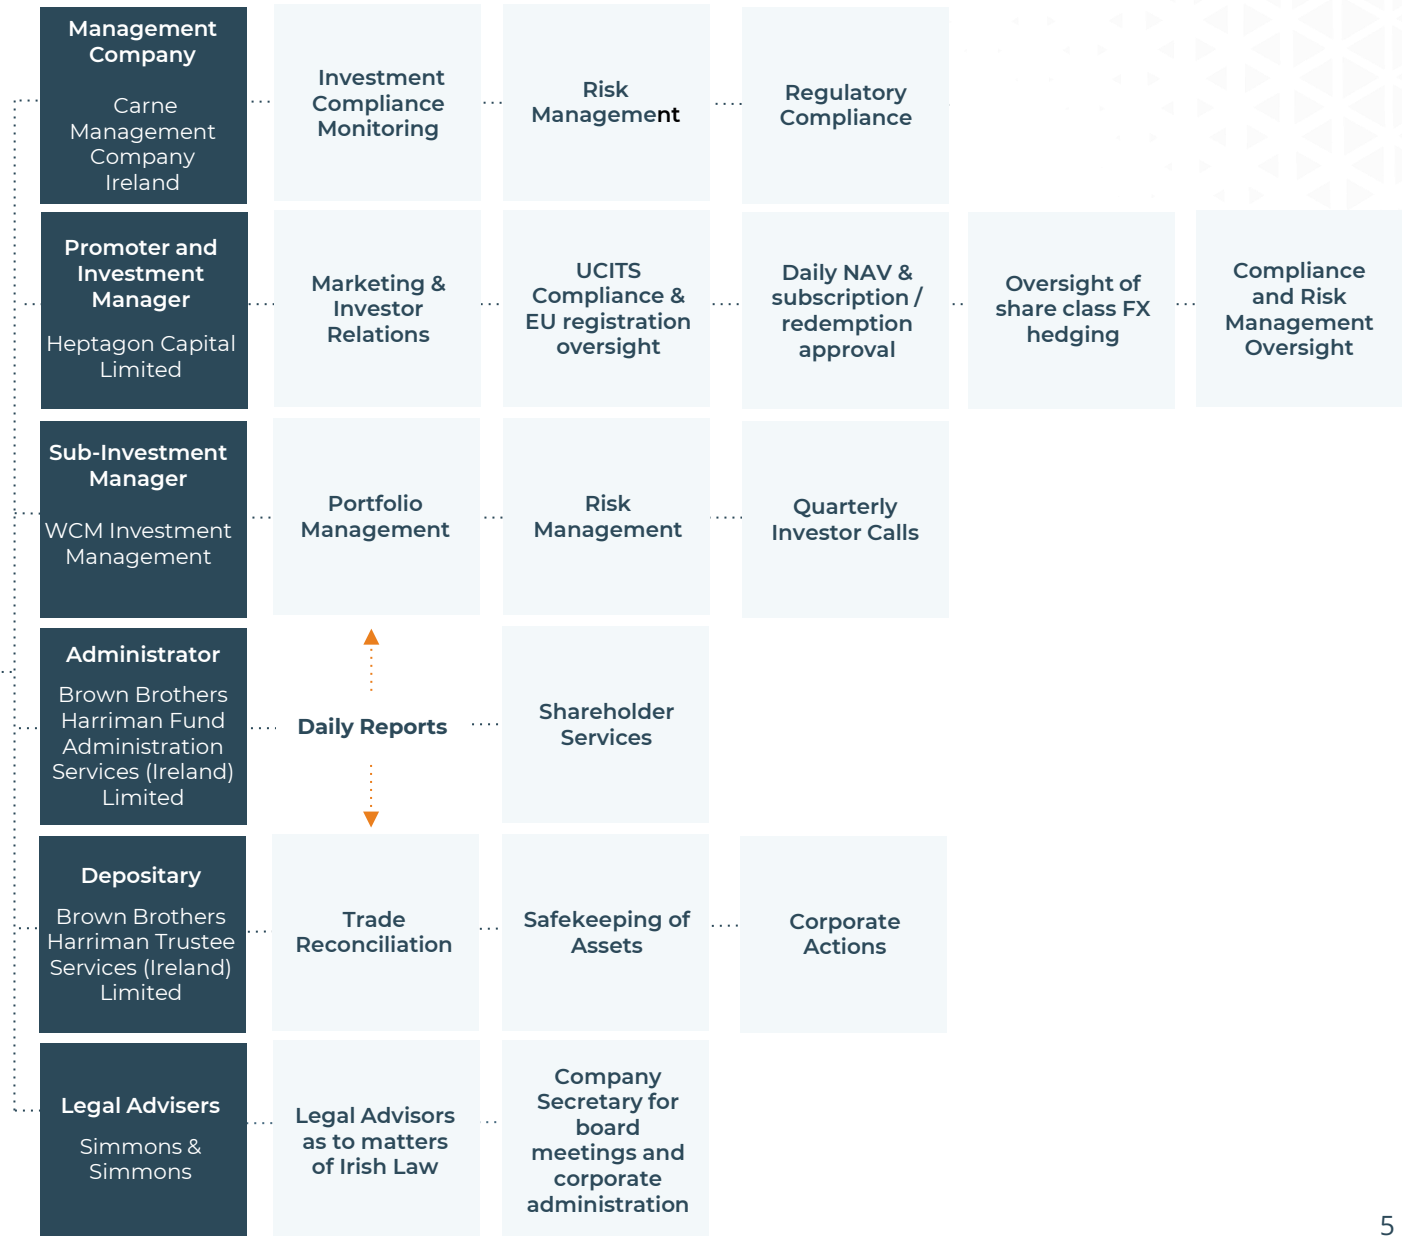 Management
Company
Carne
Management
Company
Ireland
Investment
Compliance
Monitoring
Risk
Management
Regulatory
Compliance
Promoter and
Investment
Manager
Heptagon Capital
Limited
Marketing &
Investor
Relations
UCITS
Compliance &
EU registration
oversight
Daily NAV &
subscription /
redemption
approval
Oversight of
share class FX
hedging
Compliance
and Risk
Management
Oversight
Sub-Investment
Manager
WCM Investment
Management
Portfolio
Management
Risk
Management
Quarterly
Investor Calls
Administrator
Brown Brothers
Harriman Fund
Administration
Services (Ireland)
Limited
Daily Reports
Shareholder
Services
Depositary
Brown Brothers
Harriman Trustee
Services (Ireland)
Limited
Trade
Reconciliation
Safekeeping of
Assets
Corporate
Actions
Legal Advisers
Simmons &
Simmons
Legal Advisors
as to matters
of Irish Law
Company
Secretary for
board
meetings and
corporate
administration
5